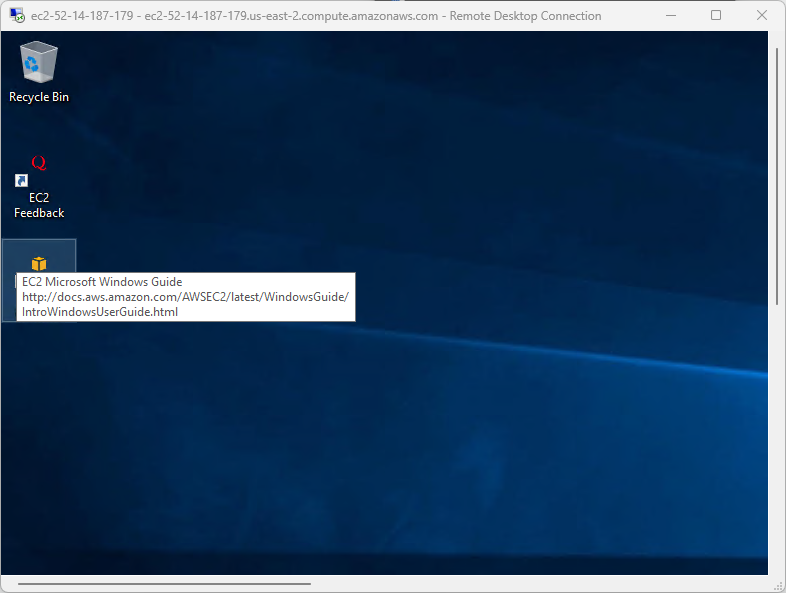 ec2-52-14-187-179 - ec2-52-14-187-179.us-east-2.compute.amazonaws.com - Remote Desktop Connection
Recycle Bin
Q
EC2
Feedback
EC2 Microsoft Windows Guide
http://docs.aws.amazon.com/AWSEC2/latest/WindowsGuide/
IntroWindowsUserGuide.html